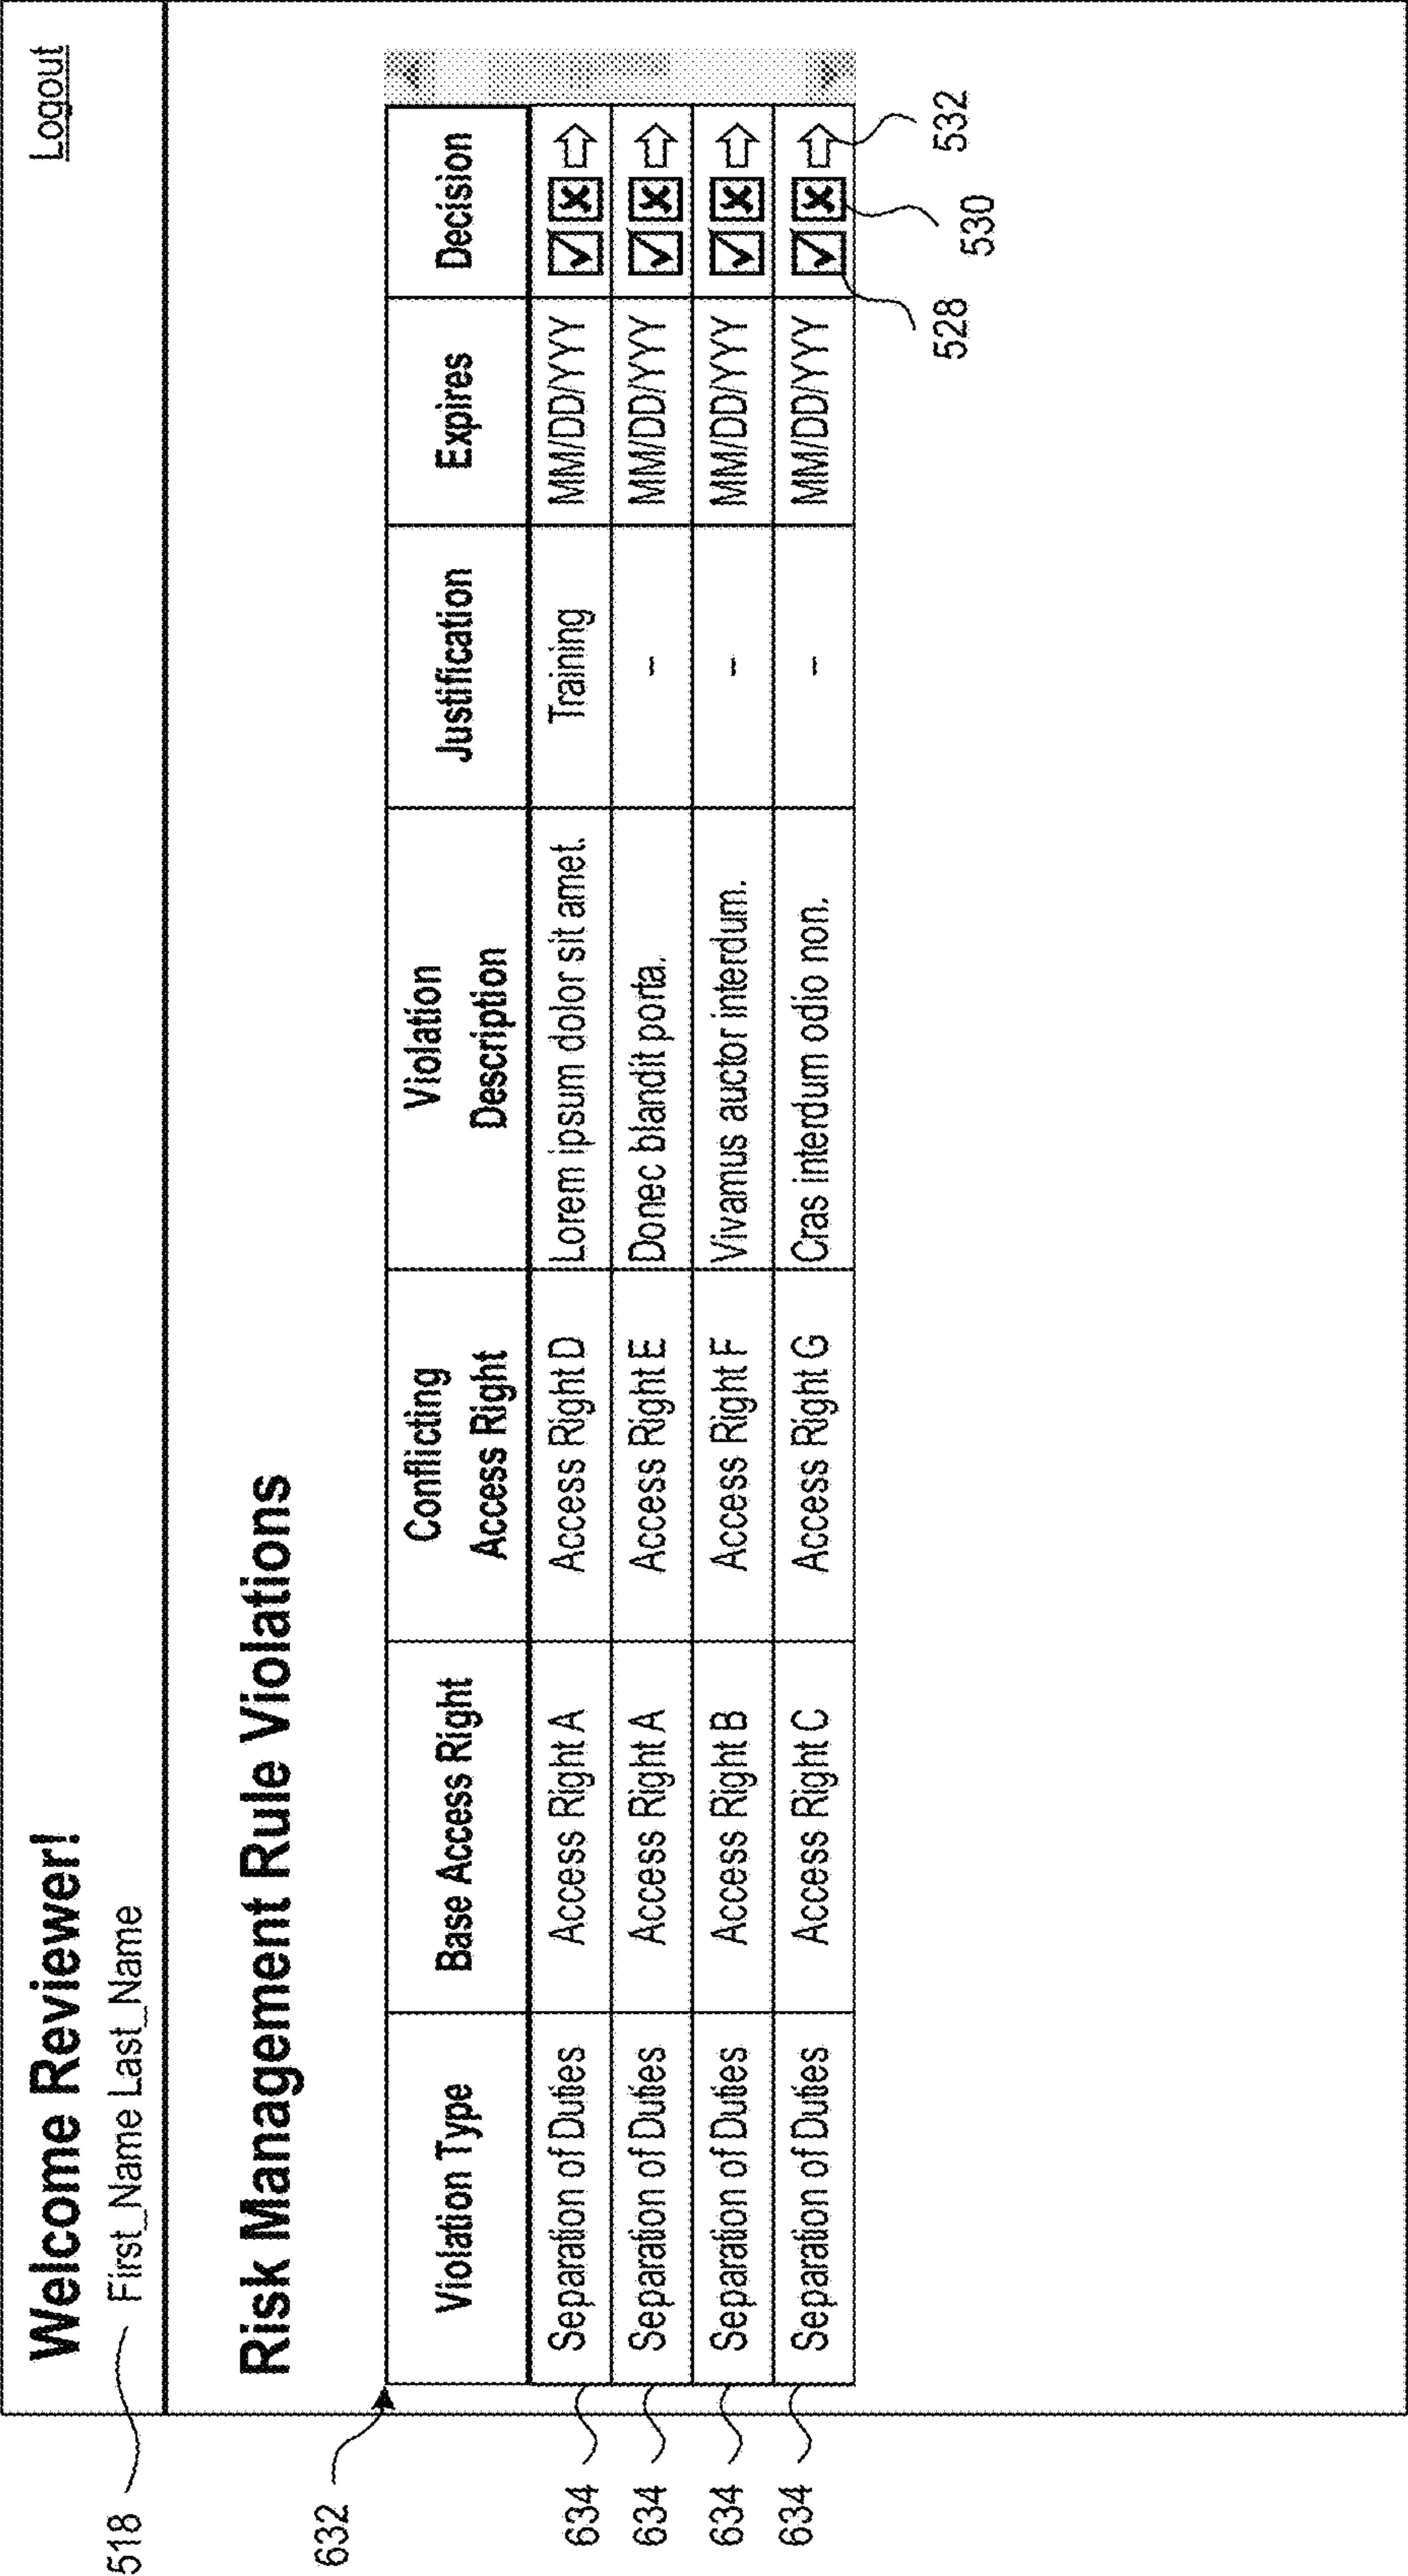 Welcome Reviewer! Logout
518 First_Name Last_Name
Risk Management Rule Violations
632
Violation Type Base Access Right Conflicting Access Right Violation Description Justification Expires Decision
634 Separation of Duties Access Right A Access Right D Lorem ipsum dolor sit amet. Training MM/DD/YYY
634 Separation of Duties Access Right A Access Right E Donec blandit porta. – MM/DD/YYY
634 Separation of Duties Access Right B Access Right F Vivamus auctor interdum. – MM/DD/YYY
634 Separation of Duties Access Right C Access Right G Cras interdum odio non. – MM/DD/YYY
528 530 532